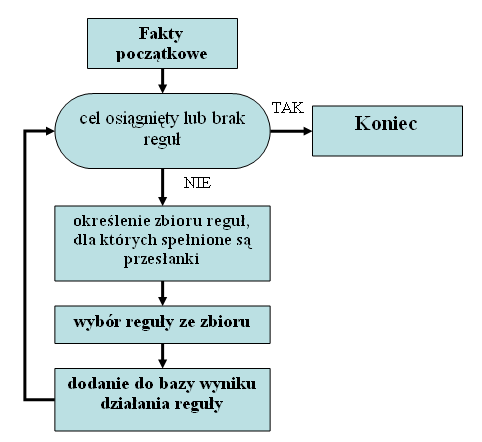 Fakty
początkowe
cel osiągnięty lub brak
reguł
TAK
Koniec
NIE
określenie zbioru reguł,
dla których spełnione są
przesłanki
wybór reguły ze zbioru
dodanie do bazy wyniku
działania reguły